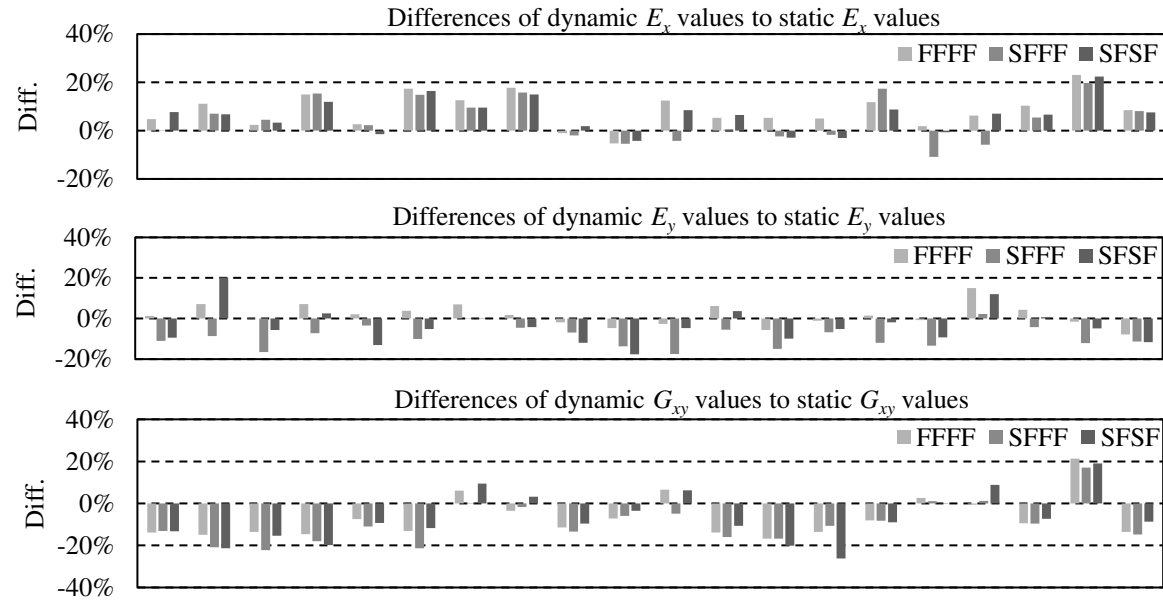 Differences of dynamic Ex values to static Ex values
40%
FFFF SFFF SFSF
20%
Diff.
0%
-20%
Differences of dynamic Ey values to static Ey values
40%
FFFF SFFF SFSF
20%
Diff.
0%
-20%
Differences of dynamic Gxy values to static Gxy values
40%
FFFF SFFF SFSF
20%
Diff.
0%
-20%
-40%